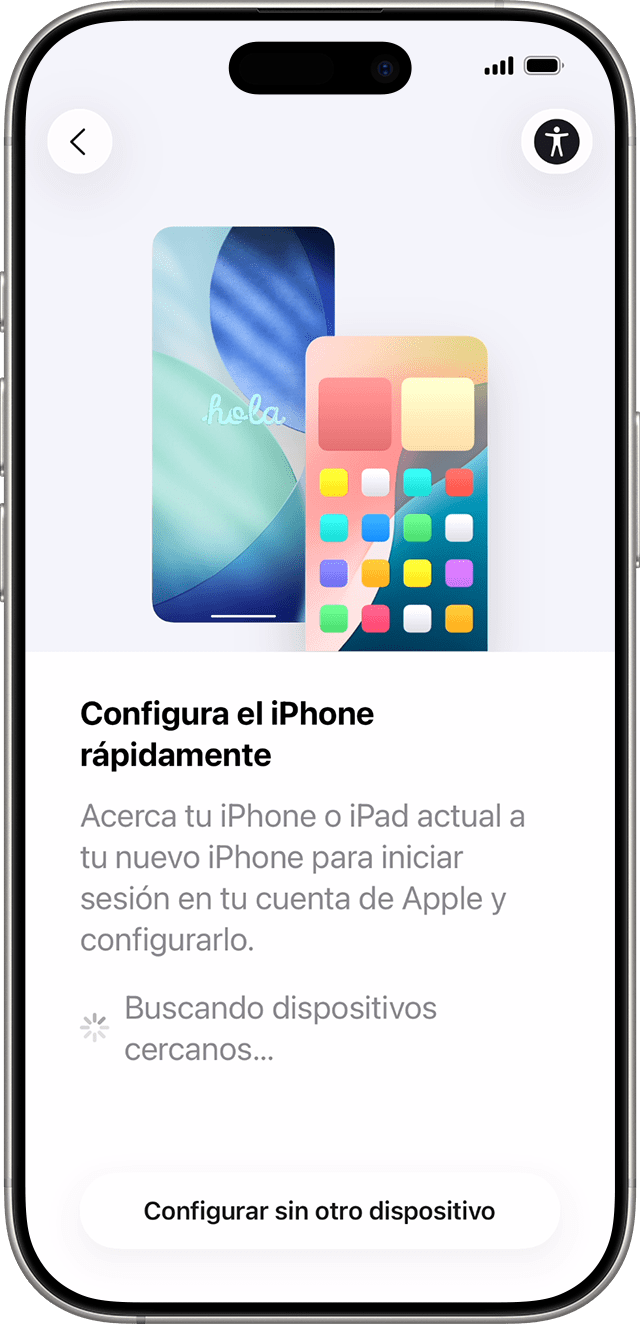 hola
Configura el iPhone
rápidamente
Acerca tu iPhone o iPad actual a
tu nuevo iPhone para iniciar
sesión en tu cuenta de Apple y
configurarlo.
Buscando dispositivos
cercanos...
Configurar sin otro dispositivo